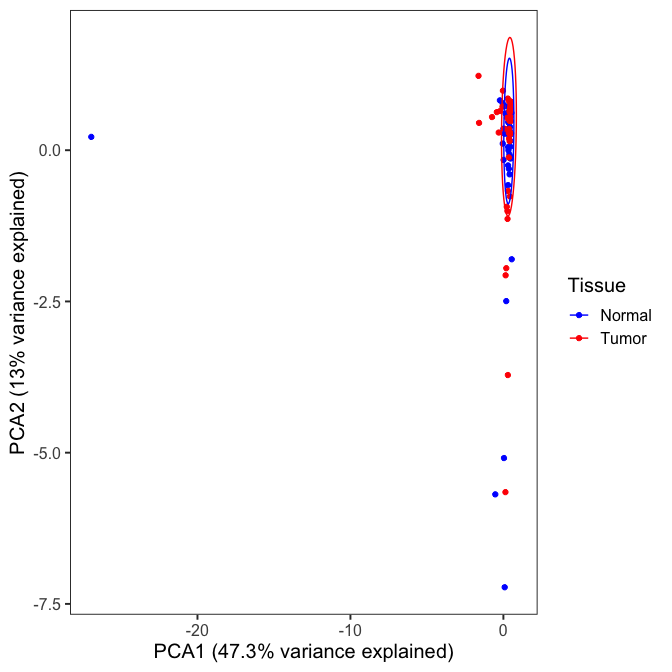 PCA2 (13% variance explained)
0.0
-2.5
-5.0
-7.5
-20
-10
0
PCA1 (47.3% variance explained)
Tissue
Normal
Tumor